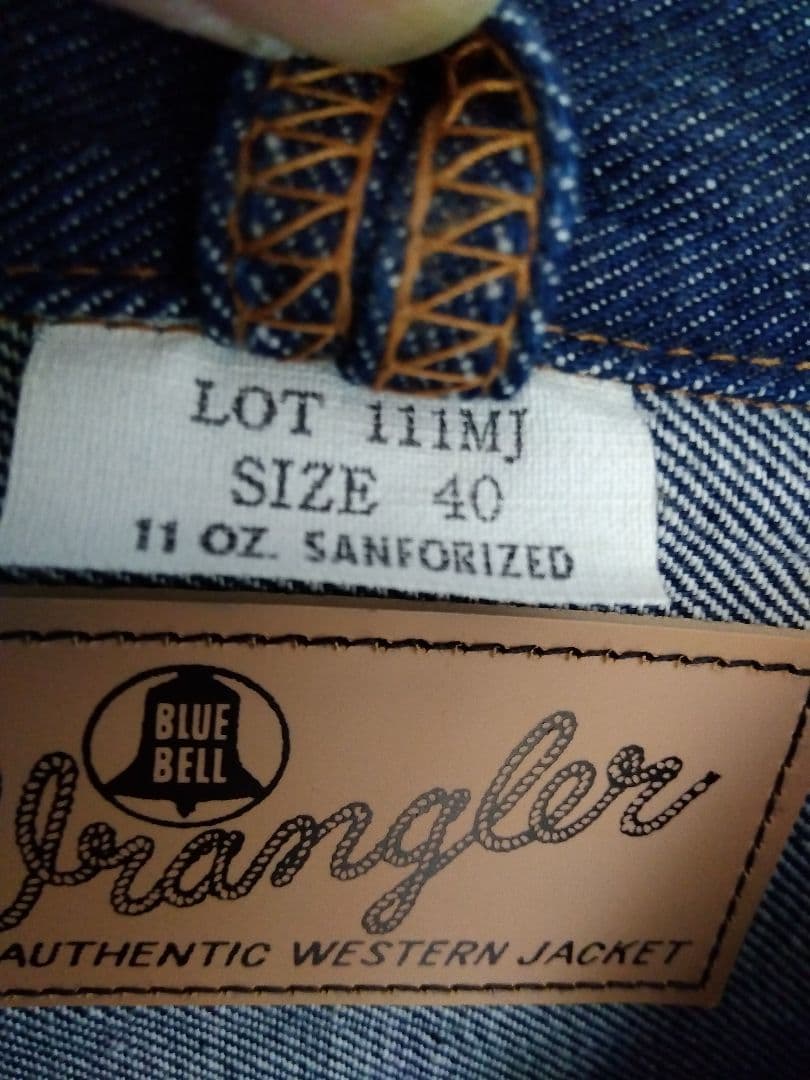 LOT 111MJ
SIZE 40
11 OZ. SANFORIZED
BLUE
BELL
Wrangler
AUTHENTIC WESTERN JACKET